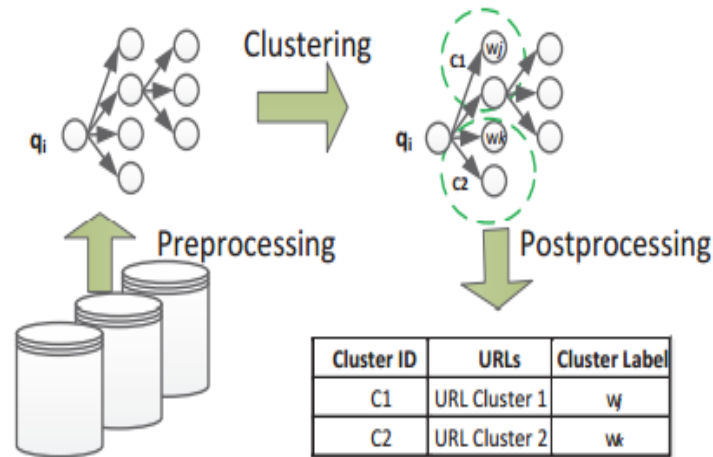 Clustering
qi
C1
wj
wk
qi
C2
Preprocessing
Postprocessing
Cluster ID URLs Cluster Label
C1 URL Cluster 1 wj
C2 URL Cluster 2 wk